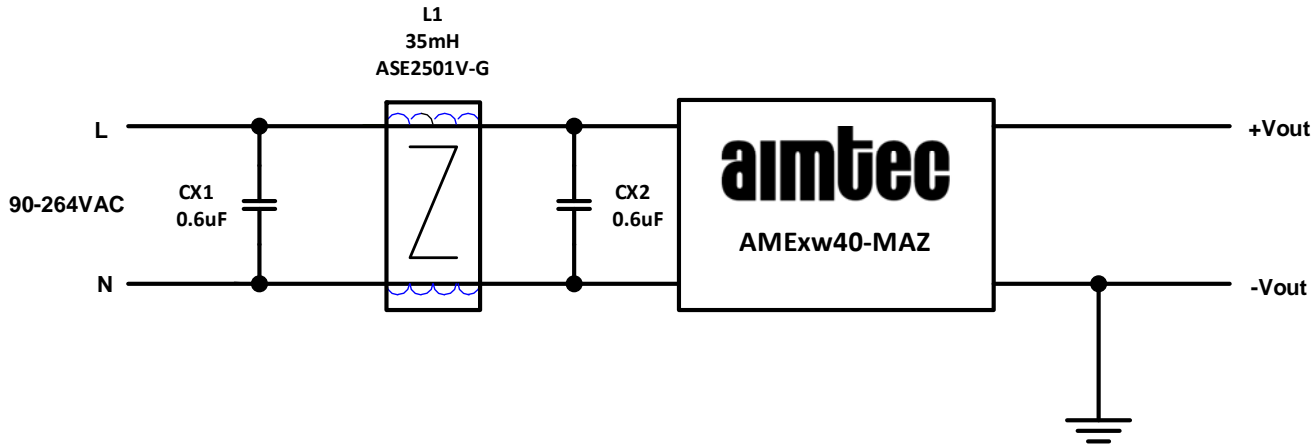 L1
35mH
ASE2501V-G
L
+Vout
90-264VAC
CX1
0.6uF
CX2
0.6uF
aimtec
AMExw40-MAZ
N
-Vout